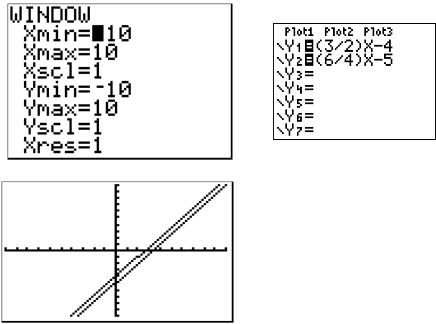 WINDOW
Xmin=-10
Xmax=10
Xscl=1
Ymin=-10
Ymax=10
Yscl=1
Xres=1
Plot1 Plot2 Plot3
\Y1=(3/2)X-4
\Y2=(6/4)X-5
\Y3=
\Y4=
\Y5=
\Y6=
\Y7=